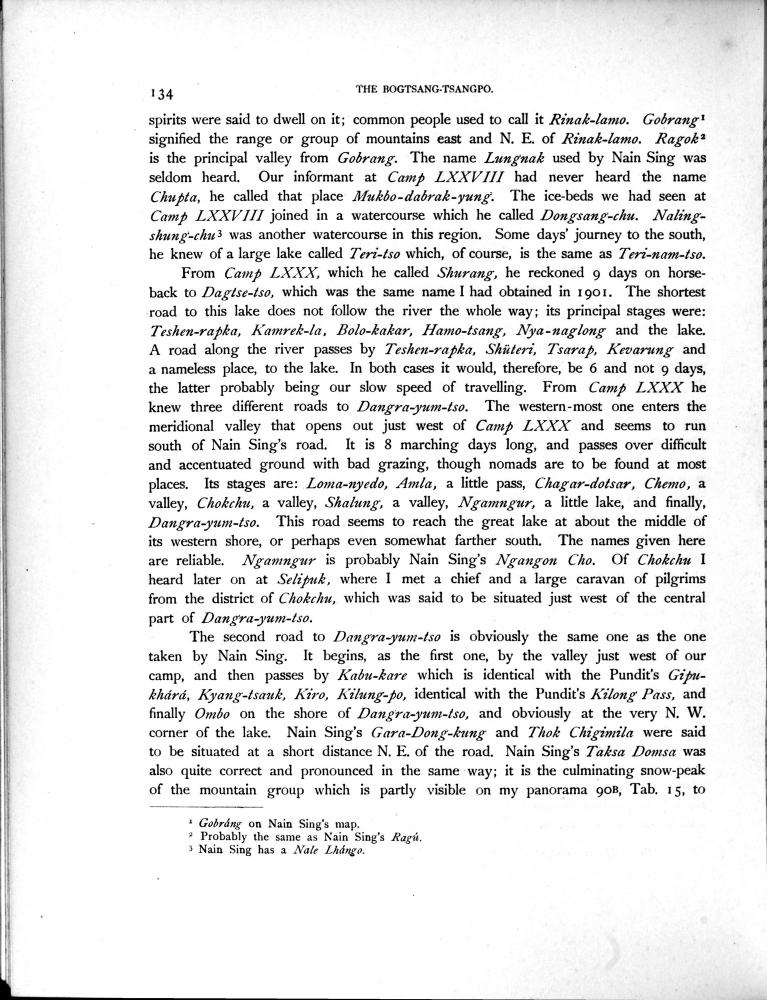 134
THE BOGTSANG-TSANGPO.
spirits were said to dwell on it; common people used to call it Rinak-lamo. Gobrang¹
signified the range or group of mountains east and N. E. of Rinak-lamo. Ragok²
is the principal valley from Gobrang. The name Lungnak used by Nain Sing was
seldom heard. Our informant at Camp LXXVIII had never heard the name
Chupta, he called that place Mukbo-dabrak-yung. The ice-beds we had seen at
Camp LXXVIII joined in a watercourse which he called Dongsang-chu. Naling-
shung-chu³ was another watercourse in this region. Some days' journey to the south,
he knew of a large lake called Teri-tso which, of course, is the same as Teri-nam-tso.
From Camp LXXX, which he called Shurang, he reckoned 9 days on horse-
back to Dagtse-tso, which was the same name I had obtained in 1901. The shortest
road to this lake does not follow the river the whole way; its principal stages were:
Teshen-rapka, Kamrek-la, Bolo-kakar, Hamo-tsang, Nya-naglong and the lake.
A road along the river passes by Teshen-rapka, Shüteri, Tsarap, Kevarung and
a nameless place, to the lake. In both cases it would, therefore, be 6 and not 9 days,
the latter probably being our slow speed of travelling. From Camp LXXX he
knew three different roads to Dangra-yum-tso. The western-most one enters the
meridional valley that opens out just west of Camp LXXX and seems to run
south of Nain Sing's road. It is 8 marching days long, and passes over difficult
and accentuated ground with bad grazing, though nomads are to be found at most
places. Its stages are: Loma-nyedo, Amla, a little pass, Chagar-dotsar, Chemo, a
valley, Chokchu, a valley, Shalung, a valley, Ngamngur, a little lake, and finally,
Dangra-yum-tso. This road seems to reach the great lake at about the middle of
its western shore, or perhaps even somewhat farther south. The names given here
are reliable. Ngamngur is probably Nain Sing's Ngangon Cho. Of Chokchu I
heard later on at Selipuk, where I met a chief and a large caravan of pilgrims
from the district of Chokchu, which was said to be situated just west of the central
part of Dangra-yum-tso.
The second road to Dangra-yum-tso is obviously the same one as the one
taken by Nain Sing. It begins, as the first one, by the valley just west of our
camp, and then passes by Kabu-kare which is identical with the Pundit's Gipu-
khárá, Kyang-tsauk, Kiro, Kilung-po, identical with the Pundit's Kilong Pass, and
finally Ombo on the shore of Dangra-yum-tso, and obviously at the very N. W.
corner of the lake. Nain Sing's Gara-Dong-kung and Thok Chigimila were said
to be situated at a short distance N. E. of the road. Nain Sing's Taksa Domsa was
also quite correct and pronounced in the same way; it is the culminating snow-peak
of the mountain group which is partly visible on my panorama 90B, Tab. 15, to
¹ Gobráng on Nain Sing's map.
² Probably the same as Nain Sing's Ragú.
³ Nain Sing has a Nale Lhángo.